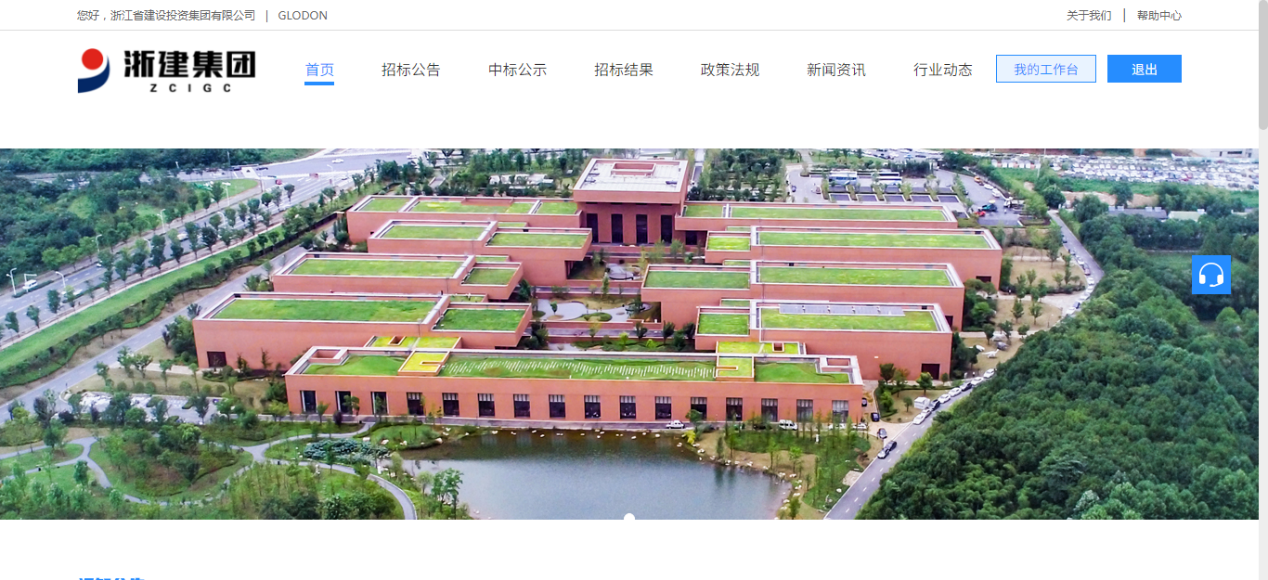 您好，浙江省建设投资集团有限公司 | GLODON
关于我们 | 帮助中心
浙建集团
ZCIGC
首页 招标公告 中标公示 招标结果 政策法规 新闻资讯 行业动态 我的工作台 退出